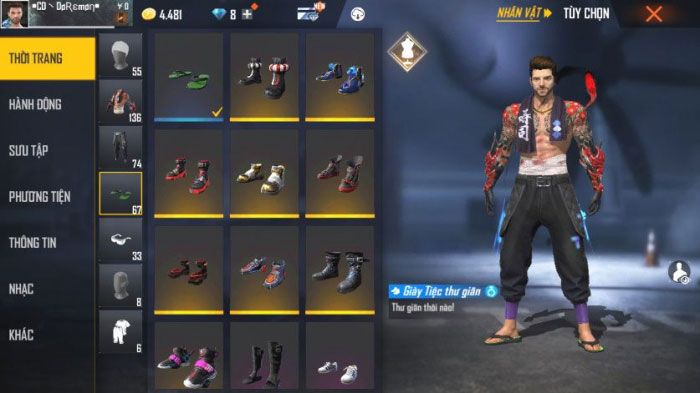 ▪CD丶DoRɛmon▪
0
4.481
8
NHÂN VẬT
TÙY CHỌN
THỜI TRANG
HÀNH ĐỘNG
SƯU TẬP
PHƯƠNG TIỆN
THÔNG TIN
NHẠC
KHÁC
55
136
74
67
33
8
6
Giày Tiệc thư giãn
Thư giãn thôi nào!